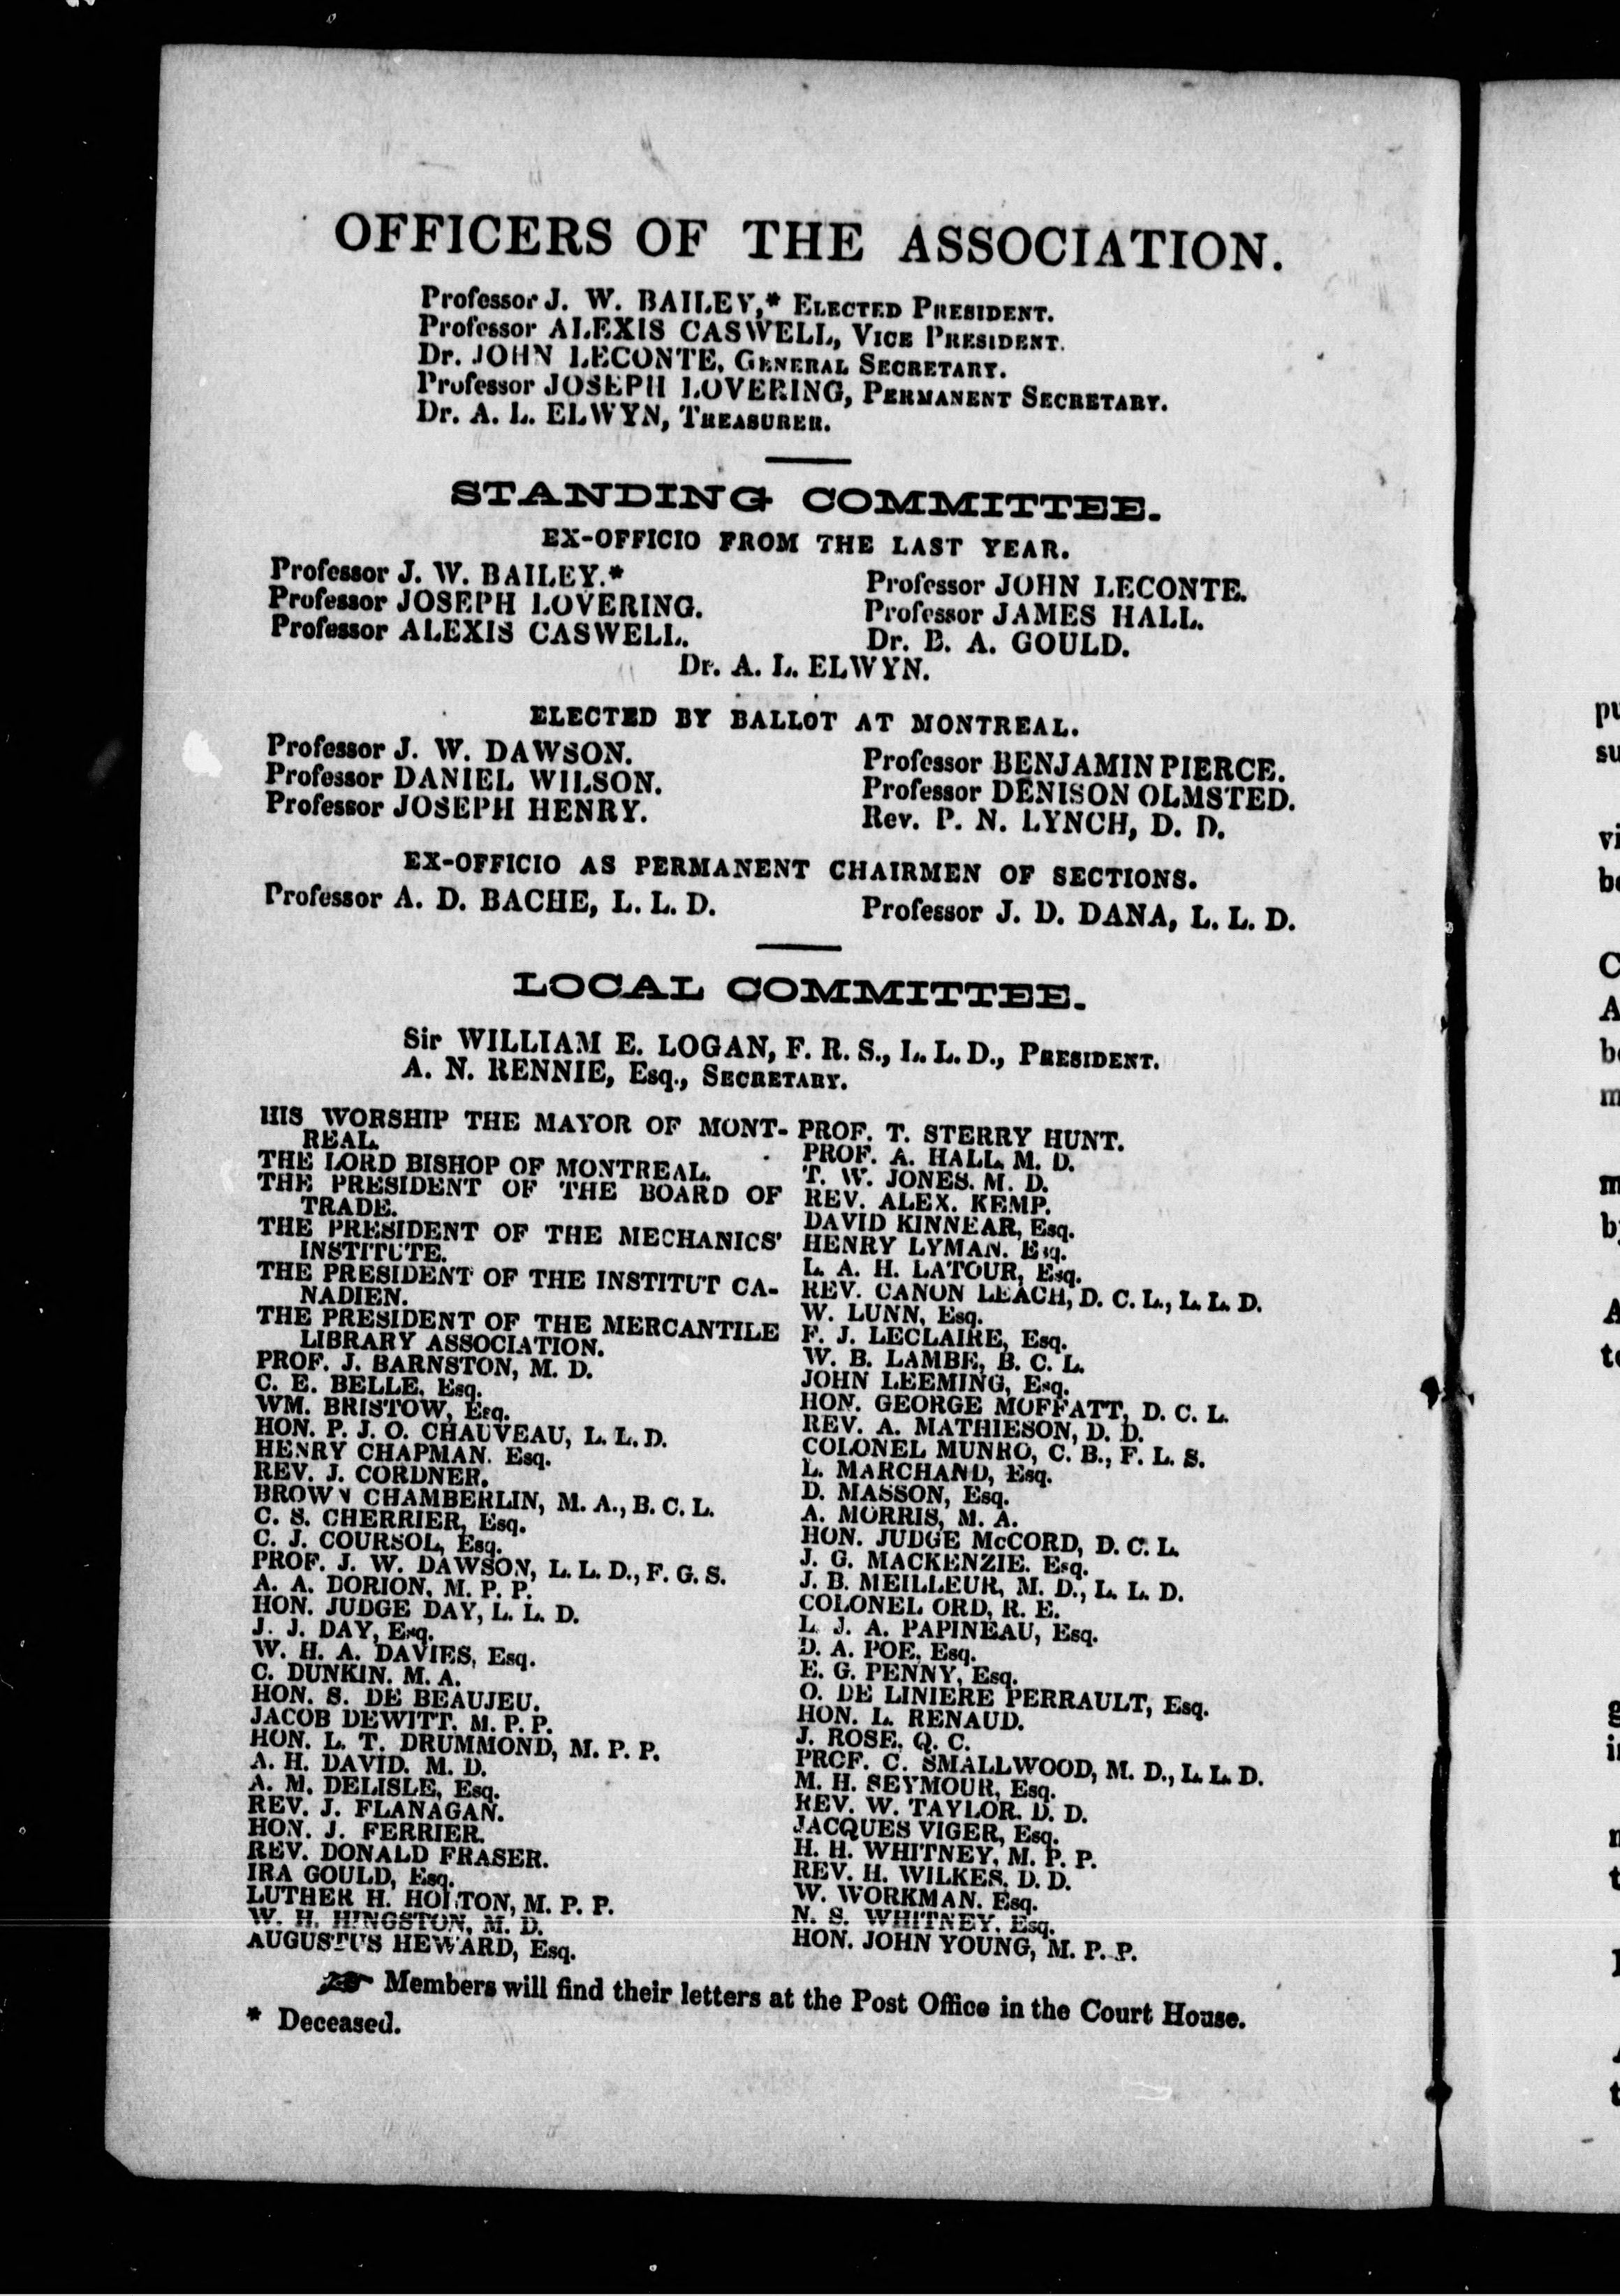 OFFICERS OF THE ASSOCIATION.
Professor J. W. BAILEY,* ELECTED PRESIDENT.
Professor ALEXIS CASWELL, VICE PRESIDENT.
Dr. JOHN LECONTE, GENERAL SECRETARY.
Professor JOSEPH LOVERING, PERMANENT SECRETARY.
Dr. A. L. ELWYN, TREASURER.
STANDING COMMITTEE.
EX-OFFICIO FROM THE LAST YEAR.
Professor J. W. BAILEY.*
Professor JOSEPH LOVERING.
Professor ALEXIS CASWELL.
Professor JOHN LECONTE.
Professor JAMES HALL.
Dr. B. A. GOULD.
Dr. A. L. ELWYN.
ELECTED BY BALLOT AT MONTREAL.
Professor J. W. DAWSON.
Professor DANIEL WILSON.
Professor JOSEPH HENRY.
Professor BENJAMIN PIERCE.
Professor DENISON OLMSTED.
Rev. P. N. LYNCH, D. D.
EX-OFFICIO AS PERMANENT CHAIRMEN OF SECTIONS.
Professor A. D. BACHE, L. L. D.
Professor J. D. DANA, L. L. D.
LOCAL COMMITTEE.
Sir WILLIAM E. LOGAN, F. R. S., L. L. D., PRESIDENT.
A. N. RENNIE, Esq., SECRETARY.
HIS WORSHIP THE MAYOR OF MONT-
REAL.
THE LORD BISHOP OF MONTREAL.
THE PRESIDENT OF THE BOARD OF
TRADE.
THE PRESIDENT OF THE MECHANICS'
INSTITUTE.
THE PRESIDENT OF THE INSTITUT CA-
NADIEN.
THE PRESIDENT OF THE MERCANTILE
LIBRARY ASSOCIATION.
PROF. J. BARNSTON, M. D.
C. E. BELLE, Esq.
WM. BRISTOW, Esq.
HON. P. J. O. CHAUVEAU, L. L. D.
HENRY CHAPMAN. Esq.
REV. J. CORDNER.
BROWN CHAMBERLIN, M. A., B. C. L.
C. S. CHERRIER, Esq.
C. J. COURSOL, Esq.
PROF. J. W. DAWSON, L. L. D., F. G. S.
A. A. DORION, M. P. P.
HON. JUDGE DAY, L. L. D.
J. J. DAY, Esq.
W. H. A. DAVIES, Esq.
C. DUNKIN. M. A.
HON. S. DE BEAUJEU.
JACOB DEWITT. M. P. P.
HON. L. T. DRUMMOND, M. P. P.
A. H. DAVID. M. D.
A. M. DELISLE, Esq.
REV. J. FLANAGAN.
HON. J. FERRIER.
REV. DONALD FRASER.
IRA GOULD, Esq.
LUTHER H. HOLTON, M. P. P.
W. H. HINGSTON, M. D.
AUGUSTUS HEWARD, Esq.
PROF. T. STERRY HUNT.
PROF. A. HALL, M. D.
T. W. JONES. M. D.
REV. ALEX. KEMP.
DAVID KINNEAR, Esq.
HENRY LYMAN. Esq.
L. A. H. LATOUR, Esq.
REV. CANON LEACH, D. C. L., L. L. D.
W. LUNN, Esq.
F. J. LECLAIRE, Esq.
W. B. LAMBE, B. C. L.
JOHN LEEMING, Esq.
HON. GEORGE MOFFATT, D. C. L.
REV. A. MATHIESON, D. D.
COLONEL MUNRO, C. B., F. L. S.
L. MARCHAND, Esq.
D. MASSON, Esq.
A. MORRIS, M. A.
HON. JUDGE McCORD, D. C. L.
J. G. MACKENZIE. Esq.
J. B. MEILLEUR, M. D., L. L. D.
COLONEL ORD, R. E.
L. J. A. PAPINEAU, Esq.
D. A. POE, Esq.
E. G. PENNY, Esq.
O. DE LINIERE PERRAULT, Esq.
HON. L. RENAUD.
J. ROSE, Q. C.
PROF. C. SMALLWOOD, M. D., L. L. D.
M. H. SEYMOUR, Esq.
REV. W. TAYLOR. D. D.
JACQUES VIGER, Esq.
H. H. WHITNEY, M. P. P.
REV. H. WILKES, D. D.
W. WORKMAN. Esq.
N. S. WHITNEY. Esq.
HON. JOHN YOUNG, M. P. P.
☞ Members will find their letters at the Post Office in the Court House.
* Deceased.